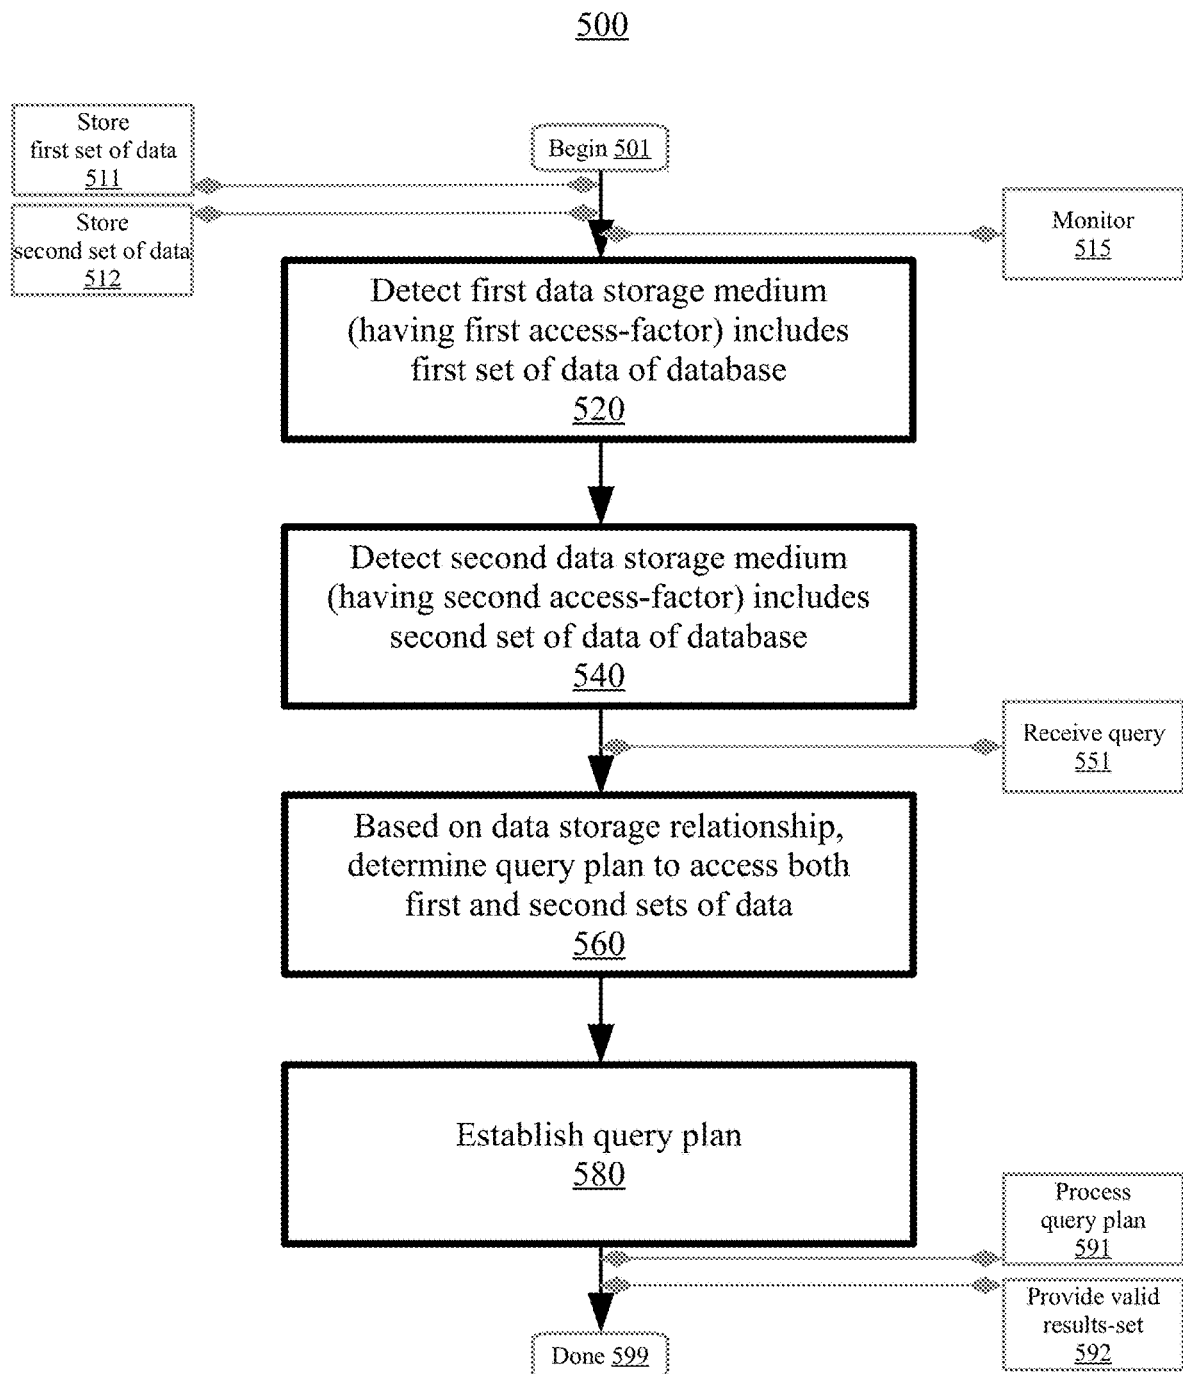 500
Store
first set of data
511
Begin 501
Store
second set of data
512
Monitor
515
Detect first data storage medium
(having first access-factor) includes
first set of data of database
520
Detect second data storage medium
(having second access-factor) includes
second set of data of database
540
Receive query
551
Based on data storage relationship,
determine query plan to access both
first and second sets of data
560
Establish query plan
580
Process
query plan
591
Provide valid
results-set
592
Done 599